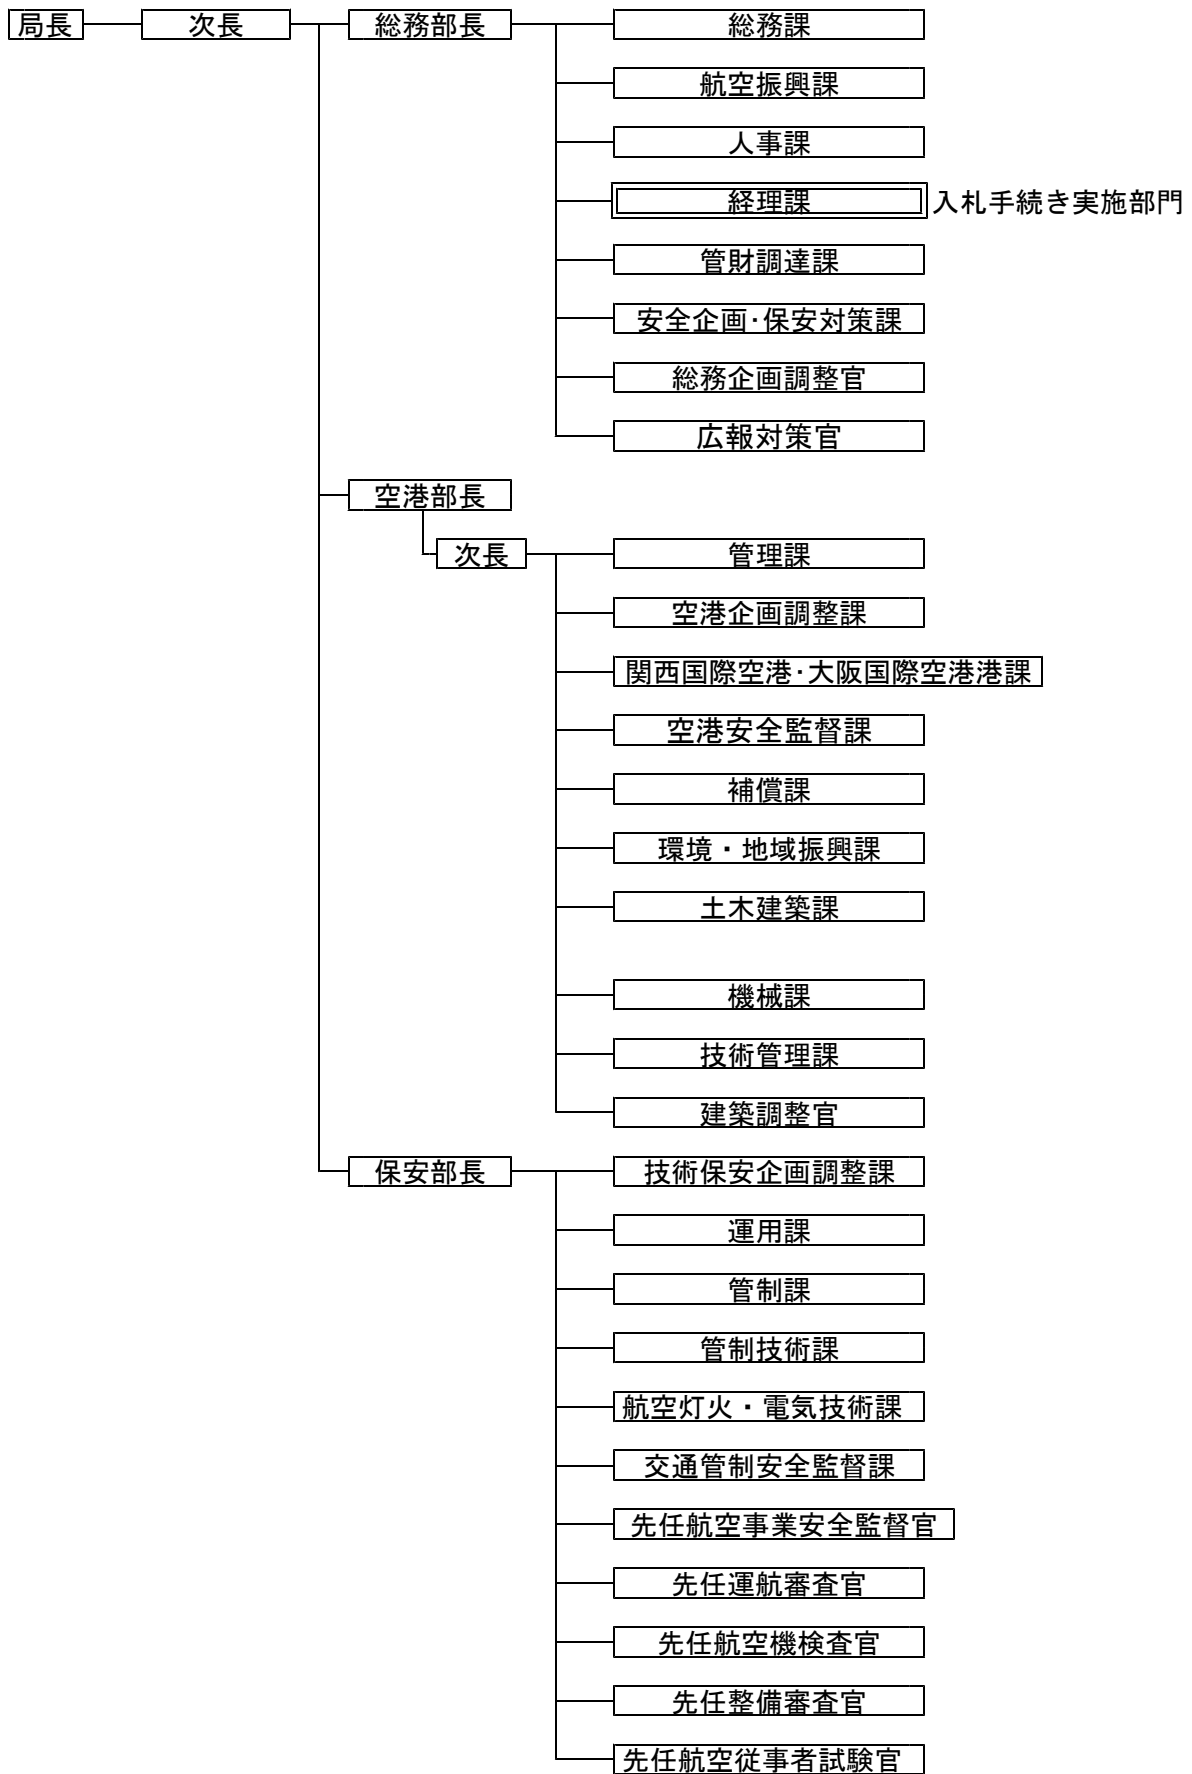 局長 次長 総務部長 総務課
航空振興課
人事課
経理課 入札手続き実施部門
管財調達課
安全企画･保安対策課
総務企画調整官
広報対策官
空港部長
次長 管理課
空港企画調整課
関西国際空港･大阪国際空港港課
空港安全監督課
補償課
環境・地域振興課
土木建築課
機械課
技術管理課
建築調整官
保安部長 技術保安企画調整課
運用課
管制課
管制技術課
航空灯火・電気技術課
交通管制安全監督課
先任航空事業安全監督官
先任運航審査官
先任航空機検査官
先任整備審査官
先任航空従事者試験官